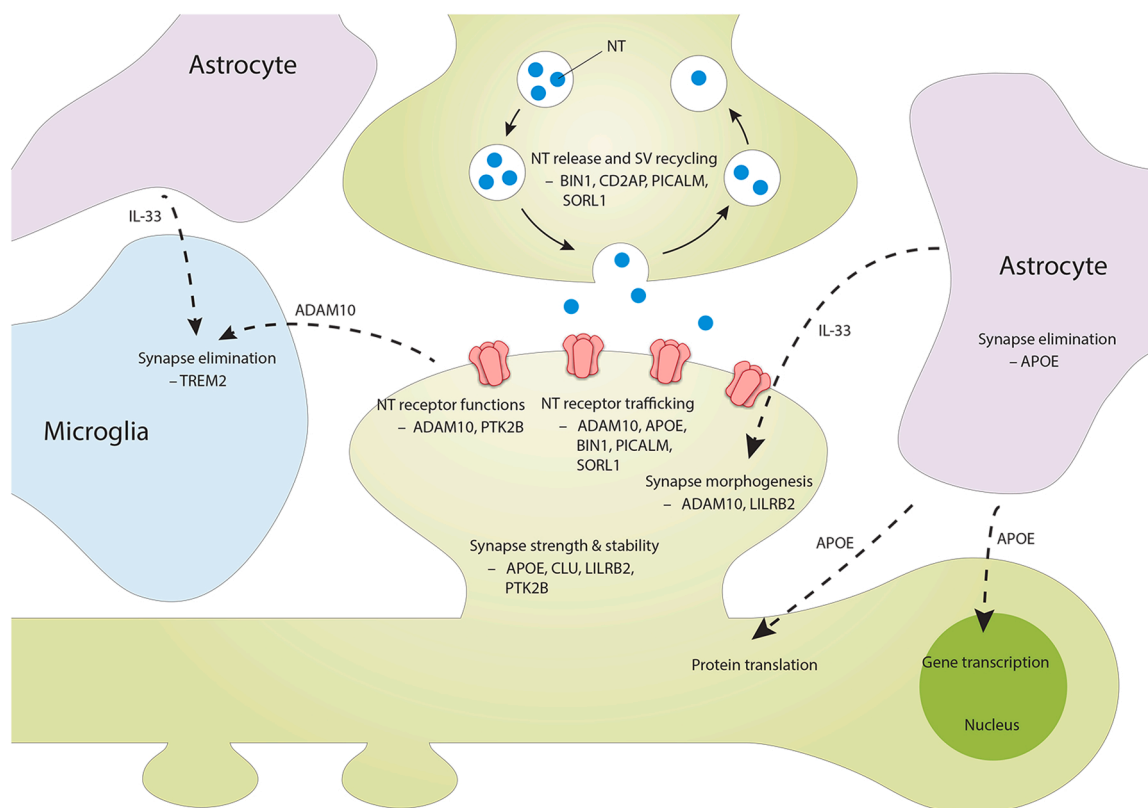 Astrocyte
NT
NT release and SV recycling
– BIN1, CD2AP, PICALM,
SORL1
IL-33
Astrocyte
Synapse elimination
– APOE
ADAM10
IL-33
Synapse elimination
– TREM2
Microglia
NT receptor functions
– ADAM10, PTK2B
NT receptor trafficking
– ADAM10, APOE,
BIN1, PICALM,
SORL1
Synapse morphogenesis
– ADAM10, LILRB2
Synapse strength & stability
– APOE, CLU, LILRB2,
PTK2B
APOE
APOE
Protein translation
Gene transcription
Nucleus